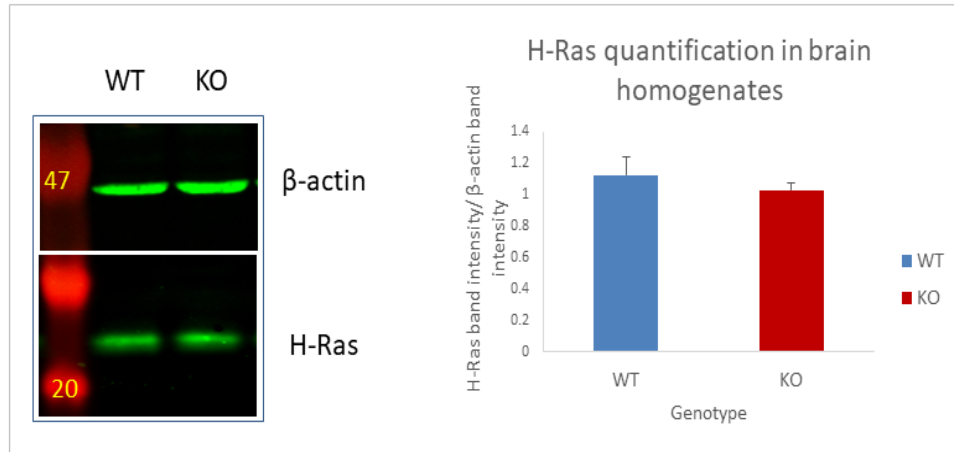 WT KO
47
β-actin
20
H-Ras
H-Ras quantification in brain
homogenates
H-Ras band intensity/ β-actin band
intensity
1.4
1.2
1
0.8
0.6
0.4
0.2
0
WT KO
Genotype
WT
KO